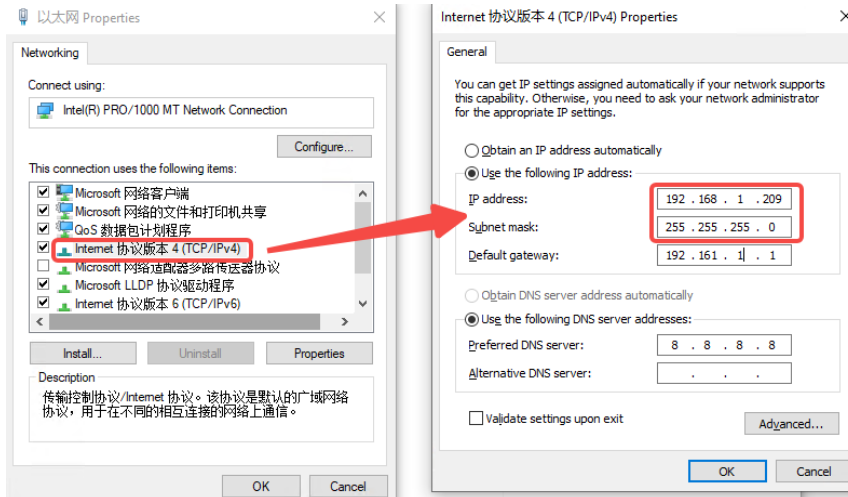 以太网 Properties
Networking
Connect using:
Intel(R) PRO/1000 MT Network Connection
Configure...
This connection uses the following items:
Microsoft 网络客户端
Microsoft 网络的文件和打印机共享
QoS 数据包计划程序
Internet 协议版本 4 (TCP/IPv4)
Microsoft 网络适配器多路传送器协议
Microsoft LLDP 协议驱动程序
Internet 协议版本 6 (TCP/IPv6)
Install...
Uninstall
Properties
Description
传输控制协议/Internet 协议。该协议是默认的广域网络
协议，用于在不同的相互连接的网络上通信。
OK
Cancel
Internet 协议版本 4 (TCP/IPv4) Properties
General
You can get IP settings assigned automatically if your network supports
this capability. Otherwise, you need to ask your network administrator
for the appropriate IP settings.
Obtain an IP address automatically
Use the following IP address:
IP address:
192 . 168 . 1 . 209
Subnet mask:
255 . 255 . 255 . 0
Default gateway:
192 . 161 . 1 . 1
Obtain DNS server address automatically
Use the following DNS server addresses:
Preferred DNS server:
8 . 8 . 8 . 8
Alternative DNS server:
. . .
Validate settings upon exit
Advanced...
OK
Cancel